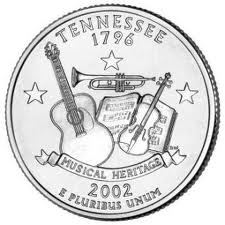 TENNESSEE
1796
MUSICAL HERITAGE
2002
E PLURIBUS UNUM